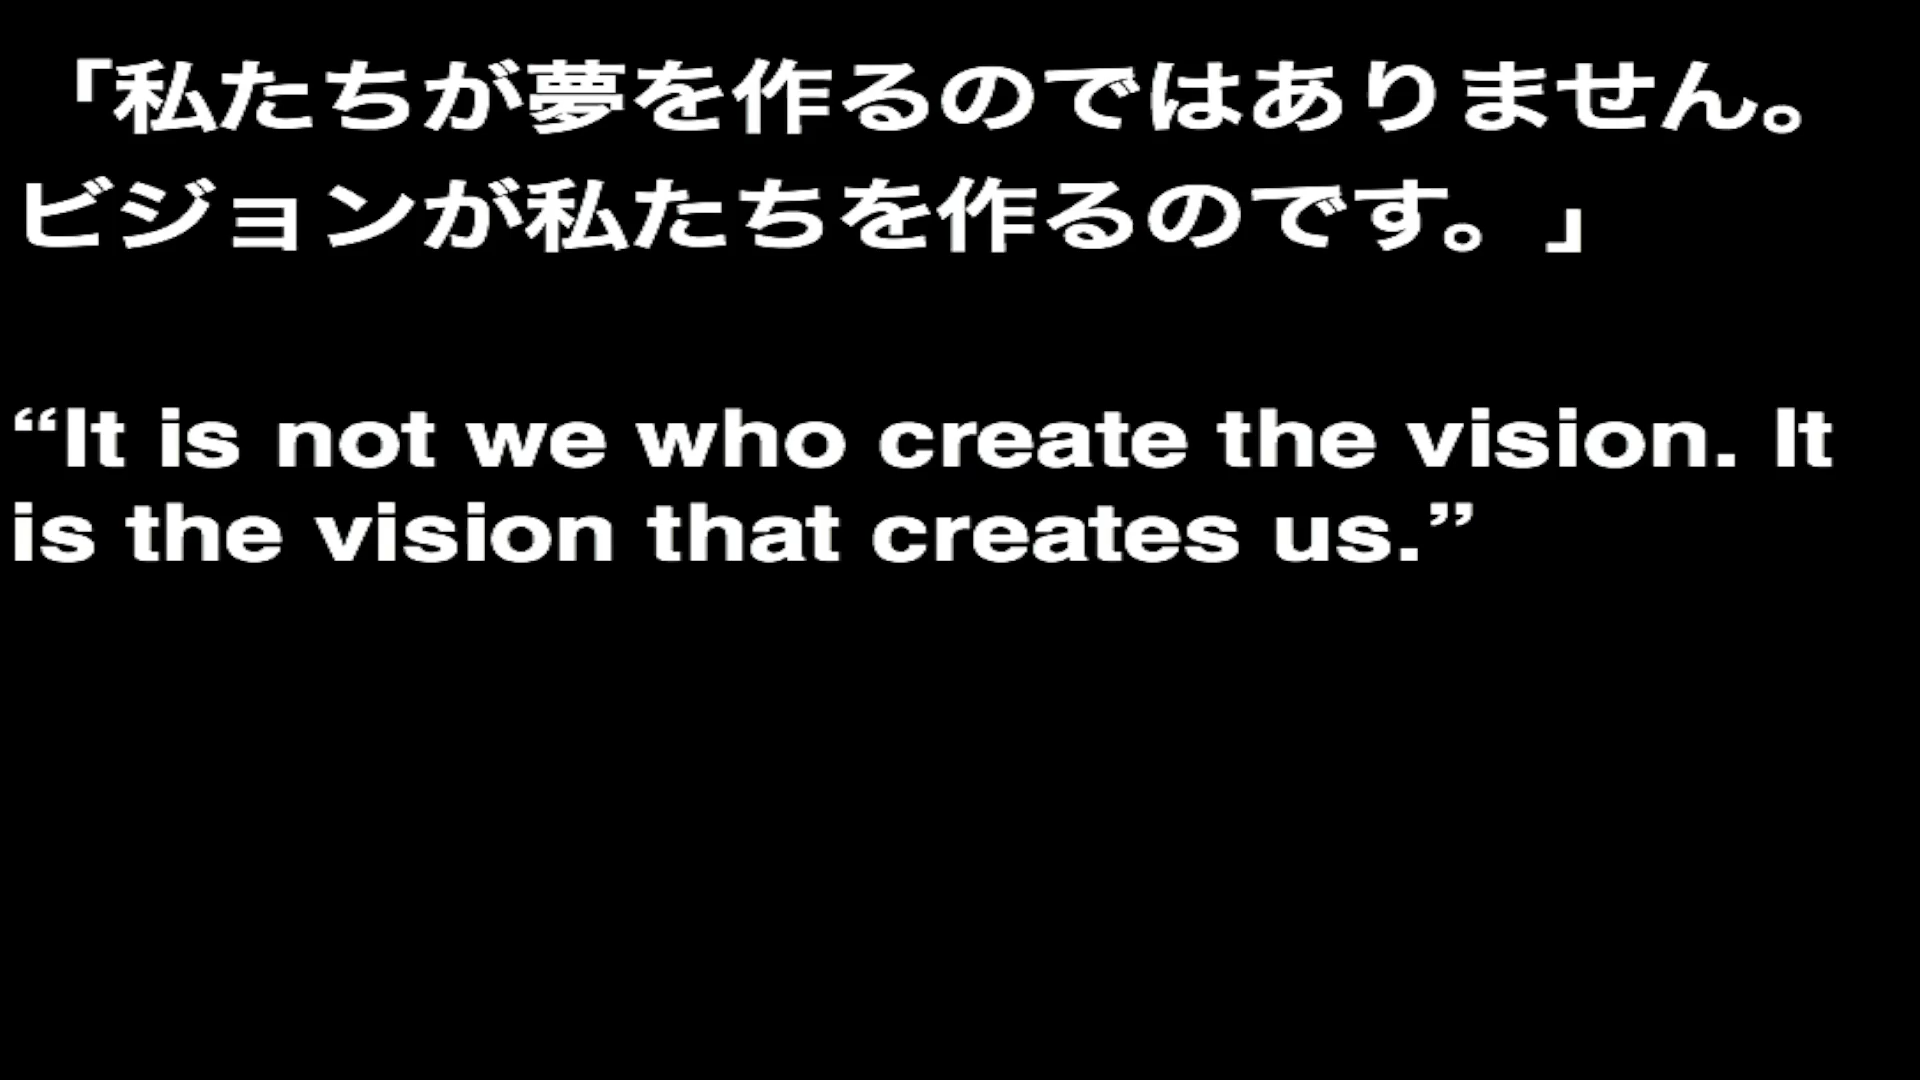 「私たちが夢を作るのではありません。
ビジョンが私たちを作るのです。」
“It is not we who create the vision. It
is the vision that creates us.”